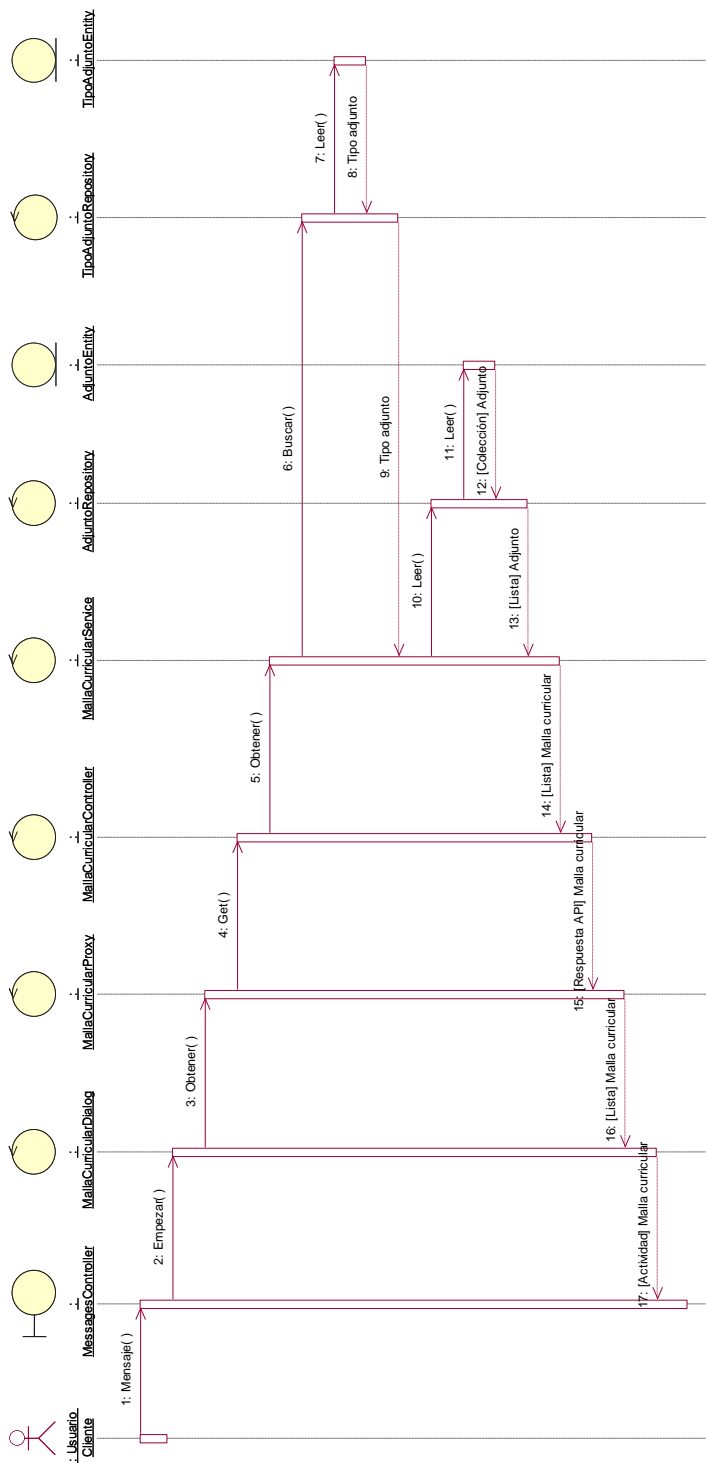 : Usuario
Cliente
: MessagesController
: MallaCurricularDialog
: MallaCurricularProxy
: MallaCurricularController
: MallaCurricularService
: AdjuntoRepository
: AdjuntoEntity
: TipoAdjuntoRepository
: TipoAdjuntoEntity
1: Mensaje( )
2: Empezar( )
3: Obtener( )
4: Get( )
5: Obtener( )
6: Buscar( )
7: Leer( )
8: Tipo adjunto
9: Tipo adjunto
10: Leer( )
11: Leer( )
12: [Colección] Adjunto
13: [Lista] Adjunto
14: [Lista] Malla curricular
15: [Respuesta API] Malla curricular
16: [Lista] Malla curricular
17: [Actividad] Malla curricular